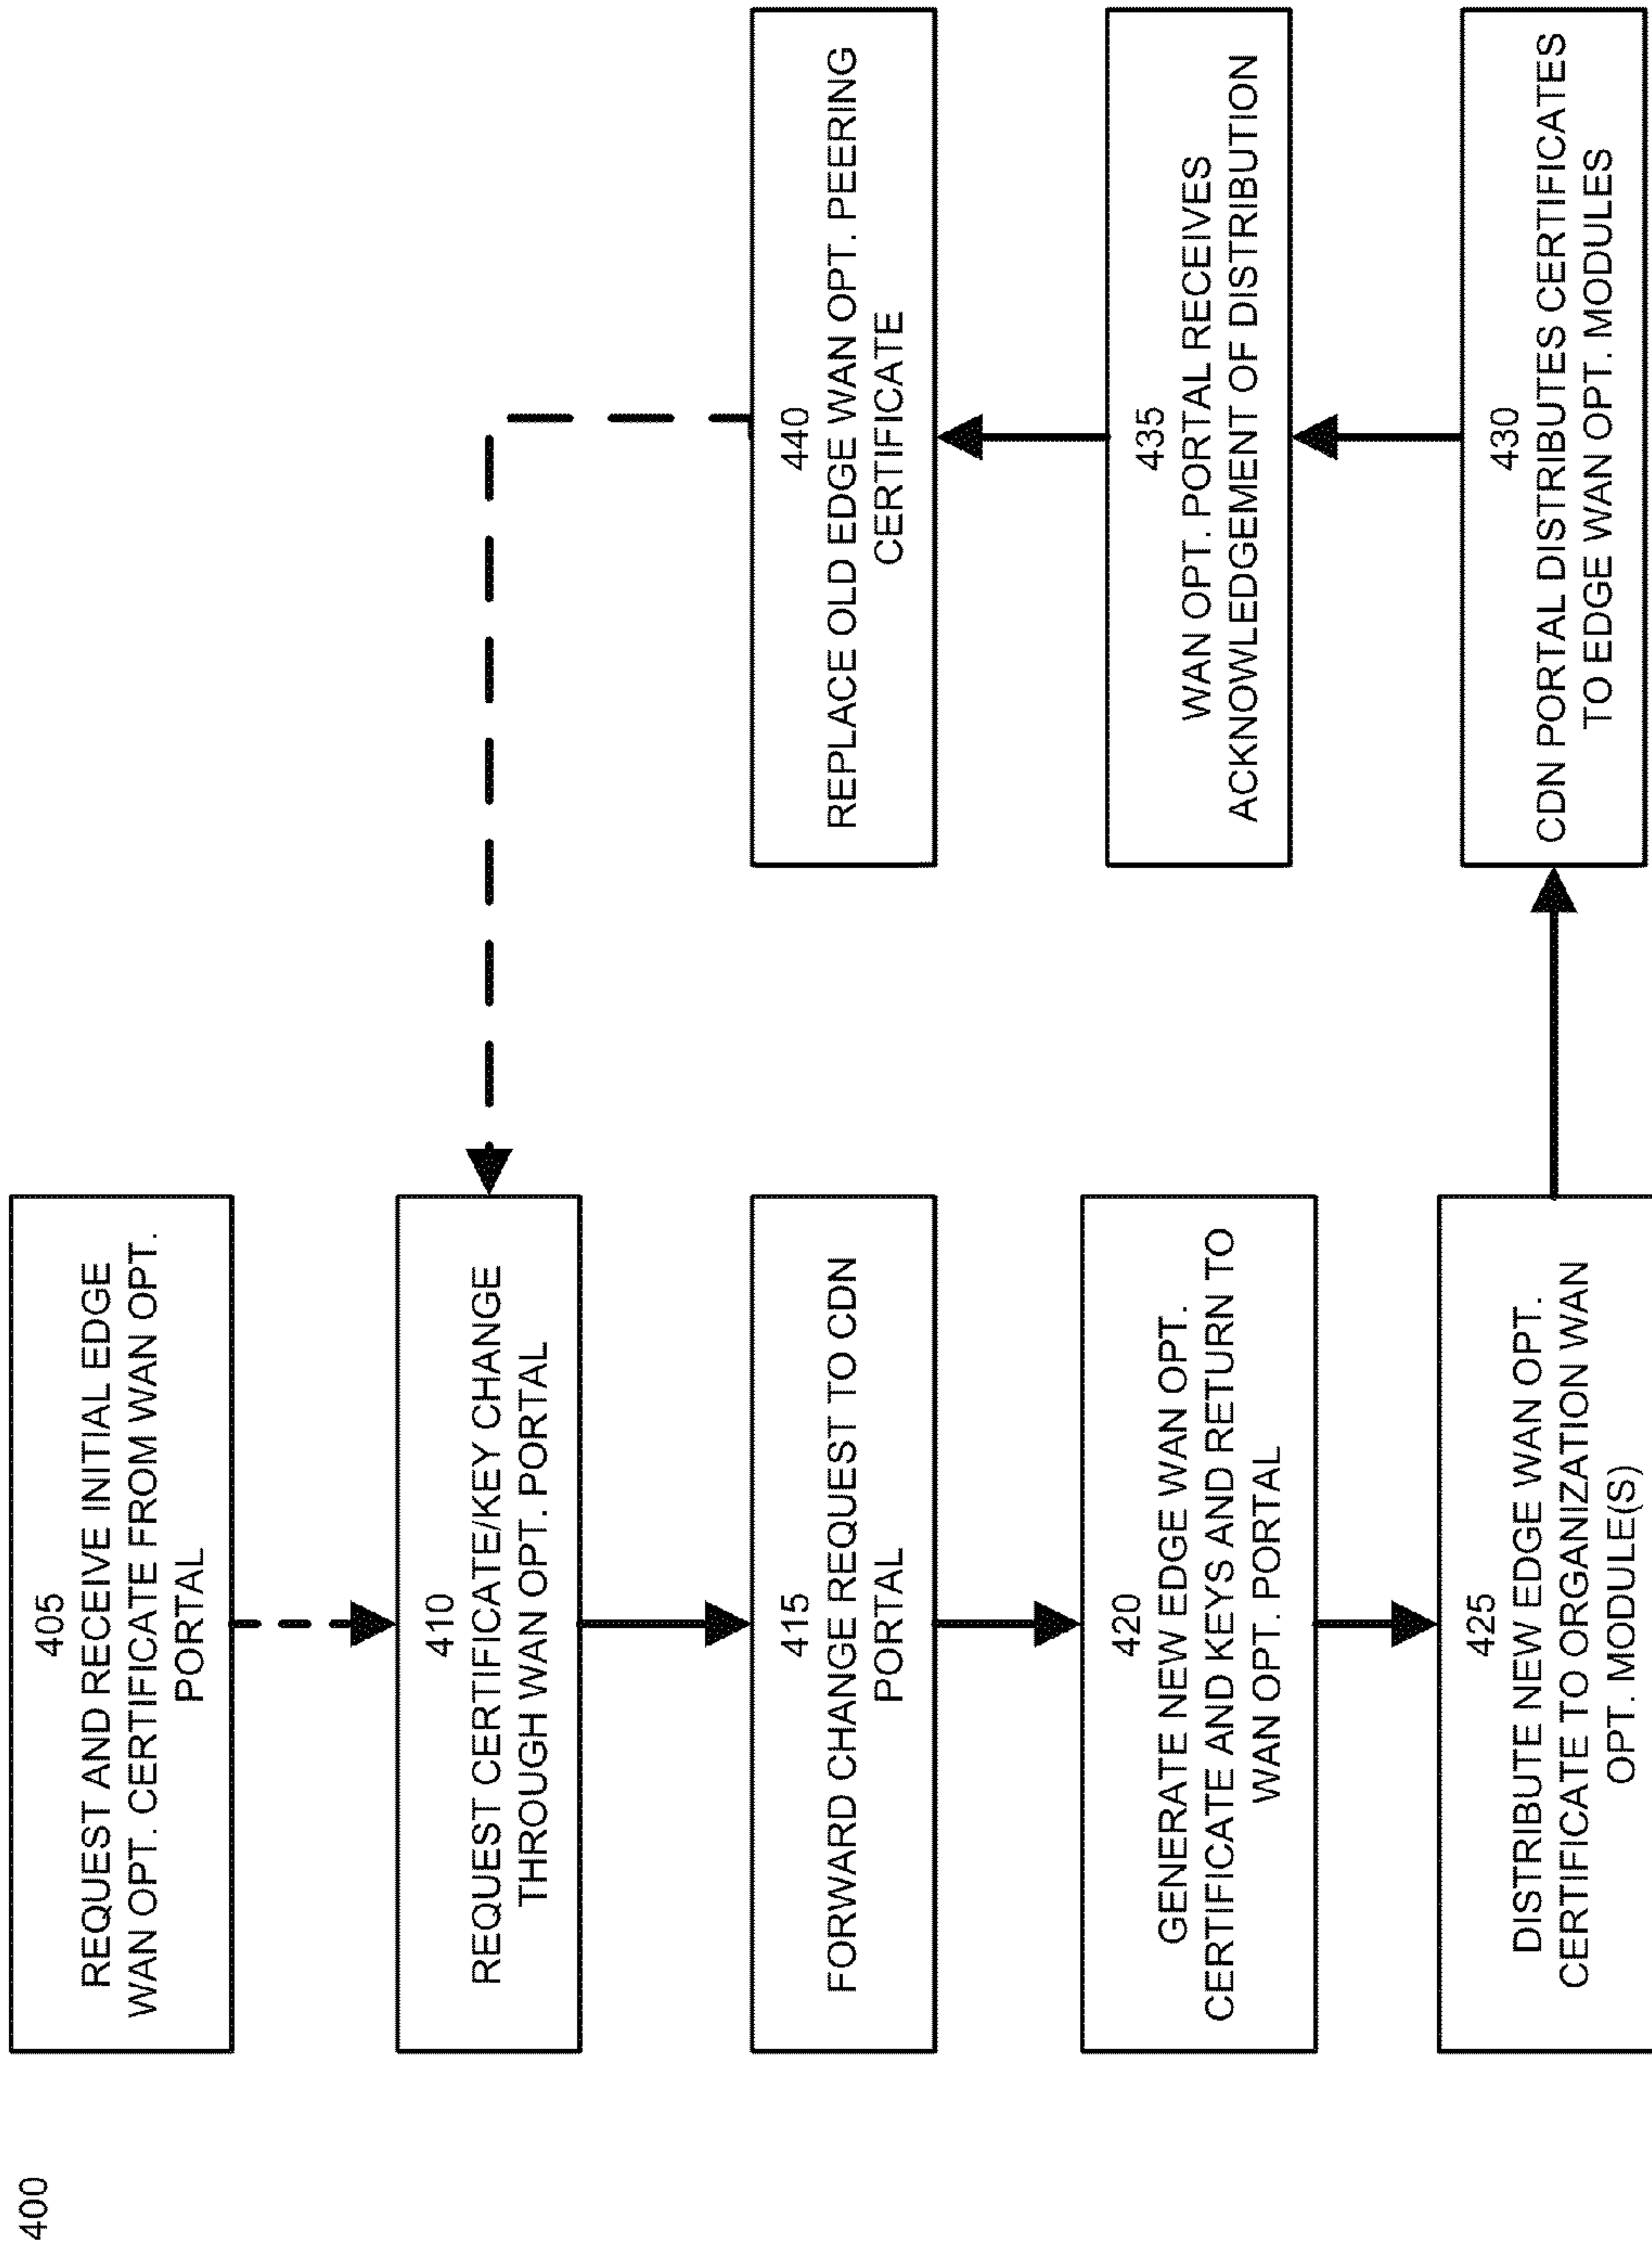 400
405
REQUEST AND RECEIVE INITIAL EDGE
WAN OPT. CERTIFICATE FROM WAN OPT.
PORTAL
410
REQUEST CERTIFICATE/KEY CHANGE
THROUGH WAN OPT. PORTAL
415
FORWARD CHANGE REQUEST TO CDN
PORTAL
420
GENERATE NEW EDGE WAN OPT.
CERTIFICATE AND KEYS AND RETURN TO
WAN OPT. PORTAL
425
DISTRIBUTE NEW EDGE WAN OPT.
CERTIFICATE TO ORGANIZATION WAN
OPT. MODULE(S)
430
CDN PORTAL DISTRIBUTES CERTIFICATES
TO EDGE WAN OPT. MODULES
435
WAN OPT. PORTAL RECEIVES
ACKNOWLEDGEMENT OF DISTRIBUTION
440
REPLACE OLD EDGE WAN OPT. PEERING
CERTIFICATE